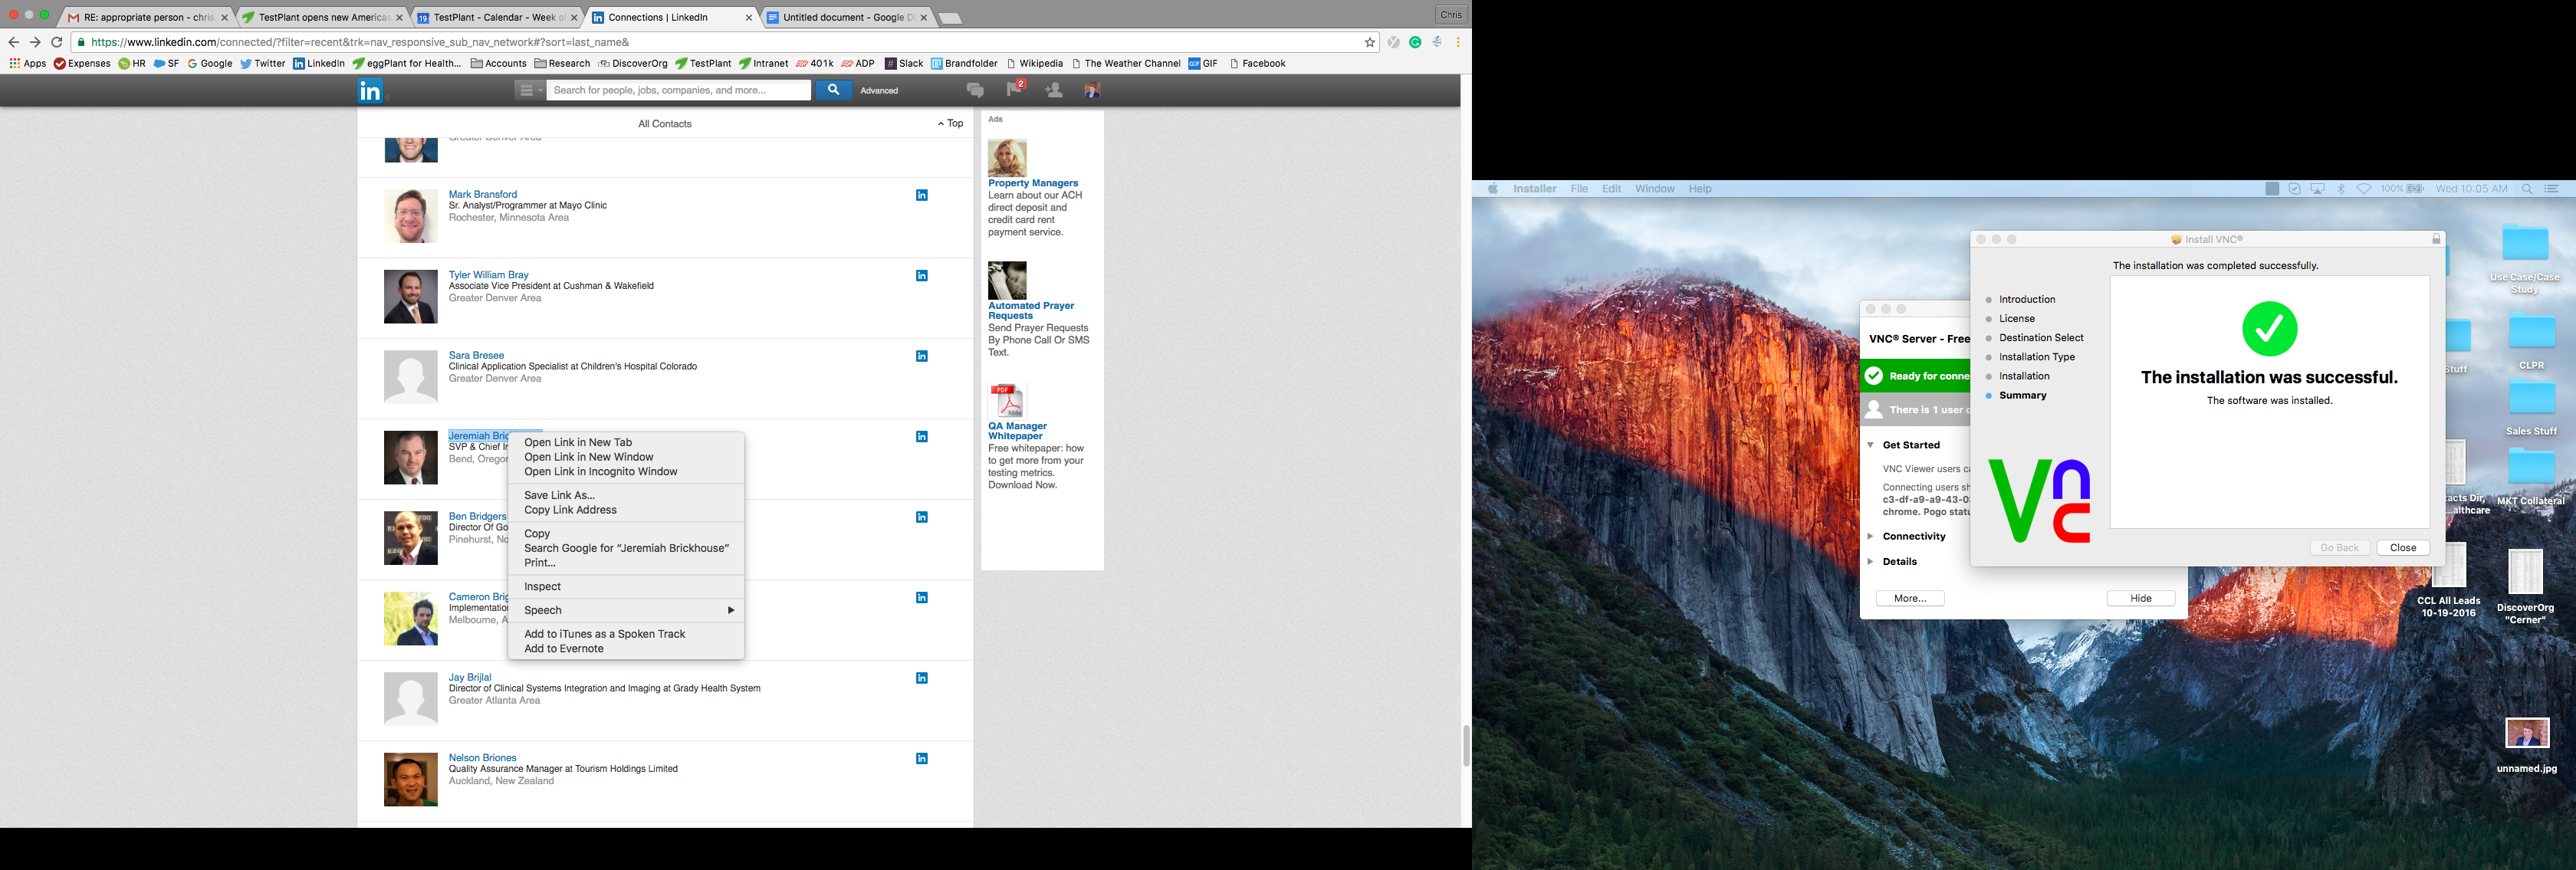 RE: appropriate person - chris.
TestPlant opens new Americas
TestPlant - Calendar - Week of
Connections | LinkedIn
Untitled document - Google D
Chris
https://www.linkedin.com/connected/?filter=recent&trk=nav_responsive_sub_nav_network#?sort=last_name&
Apps Expenses HR SF Google Twitter LinkedIn eggPlant for Health... Accounts Research DiscoverOrg TestPlant Intranet 401k ADP Slack Brandfolder Wikipedia The Weather Channel GIF Facebook
in
Search for people, jobs, companies, and more...
Advanced
2
All Contacts
Top
Greater Denver Area
Mark Bransford
Sr. Analyst/Programmer at Mayo Clinic
Rochester, Minnesota Area
Tyler William Bray
Associate Vice President at Cushman & Wakefield
Greater Denver Area
Sara Bresee
Clinical Application Specialist at Children's Hospital Colorado
Greater Denver Area
Jeremiah Bric
SVP & Chief Ir
Bend, Oregor
Ben Bridgers
Director Of Go
Pinehurst, No
Cameron Brig
Implementatio
Melbourne, A
Jay Brijlal
Director of Clinical Systems Integration and Imaging at Grady Health System
Greater Atlanta Area
Nelson Briones
Quality Assurance Manager at Tourism Holdings Limited
Auckland, New Zealand
Open Link in New Tab
Open Link in New Window
Open Link in Incognito Window
Save Link As...
Copy Link Address
Copy
Search Google for “Jeremiah Brickhouse”
Print...
Inspect
Speech
Add to iTunes as a Spoken Track
Add to Evernote
Ads
Property Managers
Learn about our ACH
direct deposit and
credit card rent
payment service.
Automated Prayer
Requests
Send Prayer Requests
By Phone Call Or SMS
Text.
PDF
Adobe
QA Manager
Whitepaper
Free whitepaper: how
to get more from your
testing metrics.
Download Now.
Installer File Edit Window Help
100% Wed 10:05 AM
VNC® Server - Free
Ready for conne
There is 1 user c
Get Started
VNC Viewer users ca
Connecting users sh
c3-df-a9-a9-43-0
chrome. Pogo statu
Connectivity
Details
More...
Hide
Install VNC®
The installation was completed successfully.
Introduction
License
Destination Select
Installation Type
Installation
Summary
The installation was successful.
The software was installed.
Vnc
Go Back
Close
Use Case/Case
Study
Stuff
CLPR
Sales Stuff
tacts Dir,
...althcare
MKT Collateral
CCL All Leads
10-19-2016
DiscoverOrg
"Cerner"
unnamed.jpg